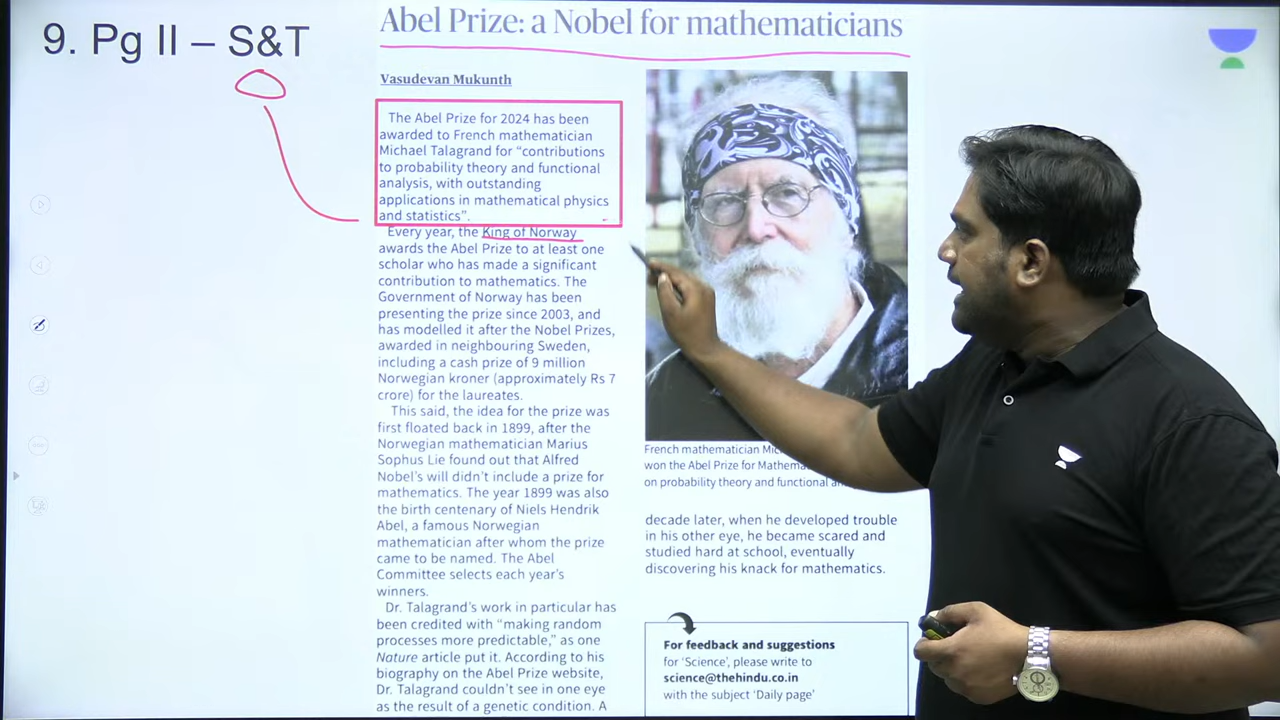 9. Pg II – S&T
Abel Prize: a Nobel for mathematicians
Vasudevan Mukunth
The Abel Prize for 2024 has been
awarded to French mathematician
Michael Talagrand for “contributions
to probability theory and functional
analysis, with outstanding
applications in mathematical physics
and statistics”.
Every year, the King of Norway
awards the Abel Prize to at least one
scholar who has made a significant
contribution to mathematics. The
Government of Norway has been
presenting the prize since 2003, and
has modelled it after the Nobel Prizes,
awarded in neighbouring Sweden,
including a cash prize of 9 million
Norwegian kroner (approximately Rs 7
crore) for the laureates.
This said, the idea for the prize was
first floated back in 1899, after the
Norwegian mathematician Marius
Sophus Lie found out that Alfred
Nobel’s will didn’t include a prize for
mathematics. The year 1899 was also
the birth centenary of Niels Hendrik
Abel, a famous Norwegian
mathematician after whom the prize
came to be named. The Abel
Committee selects each year’s
winners.
Dr. Talagrand’s work in particular has
been credited with “making random
processes more predictable,” as one
Nature article put it. According to his
biography on the Abel Prize website,
Dr. Talagrand couldn’t see in one eye
as the result of a genetic condition. A
French mathematician
won the Abel Prize for
on probability theory and functional
decade later, when he developed trouble
in his other eye, he became scared and
studied hard at school, eventually
discovering his knack for mathematics.
For feedback and suggestions
for ‘Science’, please write to
science@thehindu.co.in
with the subject ‘Daily page’